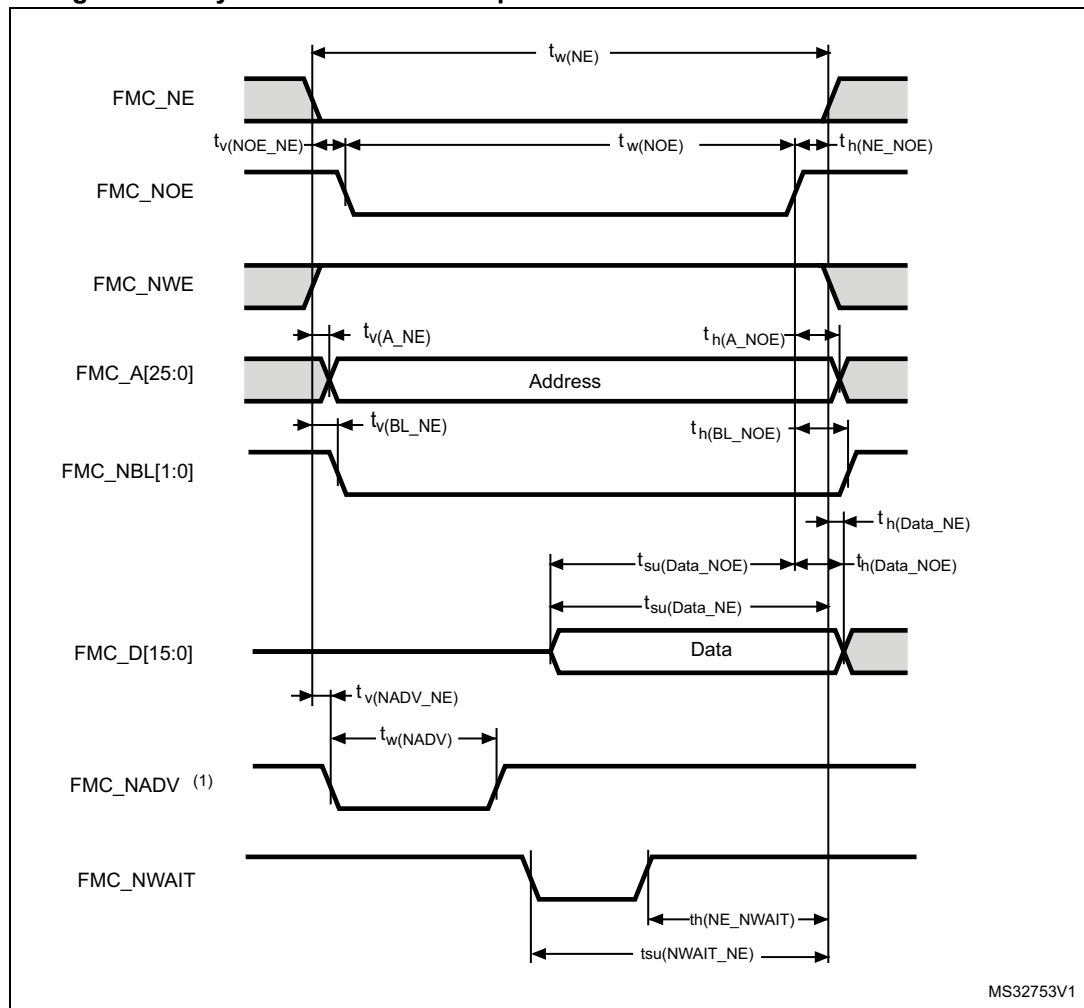 tw(NE)
FMC_NE
tv(NOE_NE)
tw(NOE)
th(NE_NOE)
FMC_NOE
FMC_NWE
tv(A_NE)
th(A_NOE)
FMC_A[25:0]
Address
tv(BL_NE)
th(BL_NOE)
FMC_NBL[1:0]
th(Data_NE)
tsu(Data_NOE)
th(Data_NOE)
tsu(Data_NE)
FMC_D[15:0]
Data
tv(NADV_NE)
tw(NADV)
FMC_NADV (1)
FMC_NWAIT
th(NE_NWAIT)
tsu(NWAIT_NE)
MS32753V1